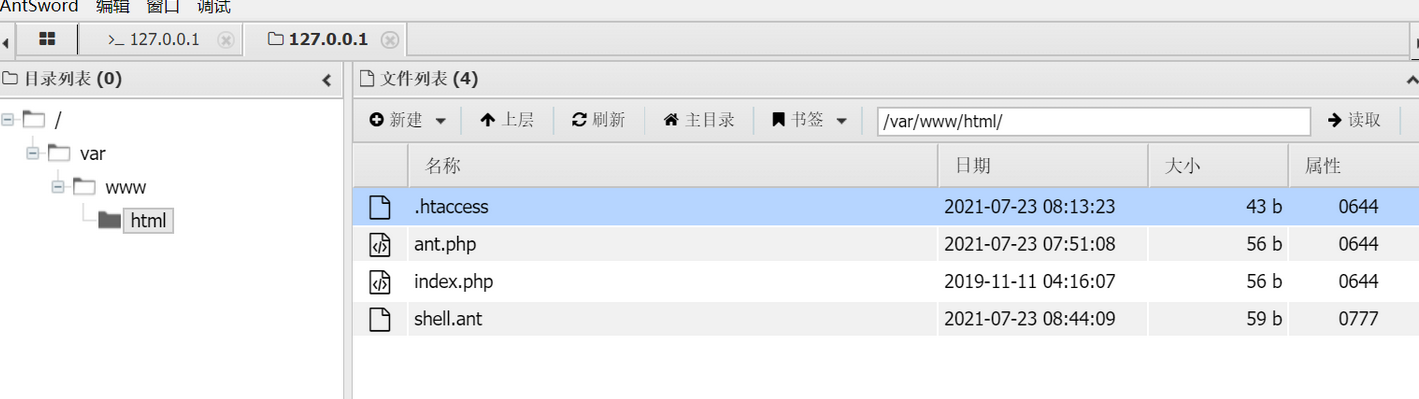 AntSword 编辑 窗口 调试
>_ 127.0.0.1 127.0.0.1
目录列表 (0)
/
var
www
html
文件列表 (4)
新建 上层 刷新 主目录 书签 /var/www/html/ 读取
名称 日期 大小 属性
.htaccess 2021-07-23 08:13:23 43 b 0644
ant.php 2021-07-23 07:51:08 56 b 0644
index.php 2019-11-11 04:16:07 56 b 0644
shell.ant 2021-07-23 08:44:09 59 b 0777